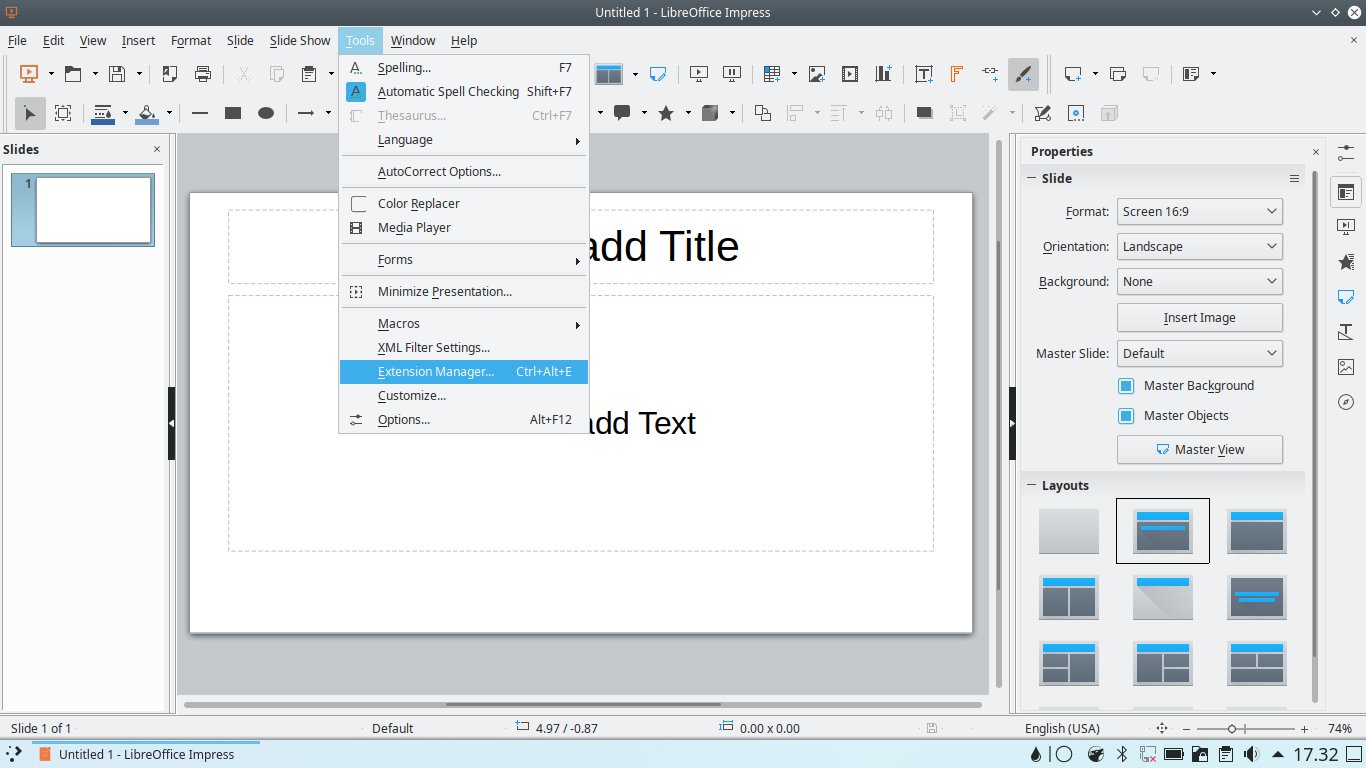 Untitled 1 - LibreOffice Impress
File Edit View Insert Format Slide Slide Show Tools Window Help
Spelling... F7
Automatic Spell Checking Shift+F7
Thesaurus... Ctrl+F7
Language
AutoCorrect Options...
Color Replacer
Media Player
Forms
Minimize Presentation...
Macros
XML Filter Settings...
Extension Manager... Ctrl+Alt+E
Customize...
Options... Alt+F12
Slides
1
add Title
add Text
Properties
Slide
Format: Screen 16:9
Orientation: Landscape
Background: None
Insert Image
Master Slide: Default
Master Background
Master Objects
Master View
Layouts
Slide 1 of 1 Default 4.97 / -0.87 0.00 x 0.00 English (USA) 74%
Untitled 1 - LibreOffice Impress 17.32